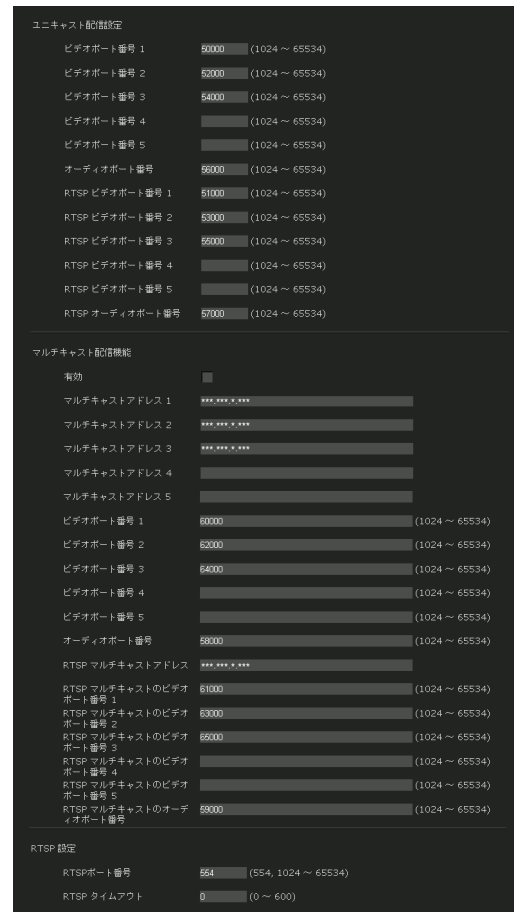 ユニキャスト配信設定
ビデオポート番号 1 50000 (1024 ～ 65534)
ビデオポート番号 2 52000 (1024 ～ 65534)
ビデオポート番号 3 54000 (1024 ～ 65534)
ビデオポート番号 4 (1024 ～ 65534)
ビデオポート番号 5 (1024 ～ 65534)
オーディオポート番号 56000 (1024 ～ 65534)
RTSP ビデオポート番号 1 51000 (1024 ～ 65534)
RTSP ビデオポート番号 2 53000 (1024 ～ 65534)
RTSP ビデオポート番号 3 55000 (1024 ～ 65534)
RTSP ビデオポート番号 4 (1024 ～ 65534)
RTSP ビデオポート番号 5 (1024 ～ 65534)
RTSP オーディオポート番号 57000 (1024 ～ 65534)
マルチキャスト配信機能
有効
マルチキャストアドレス 1 ***.***.*.***
マルチキャストアドレス 2 ***.***.*.***
マルチキャストアドレス 3 ***.***.*.***
マルチキャストアドレス 4
マルチキャストアドレス 5
ビデオポート番号 1 60000 (1024 ～ 65534)
ビデオポート番号 2 62000 (1024 ～ 65534)
ビデオポート番号 3 64000 (1024 ～ 65534)
ビデオポート番号 4 (1024 ～ 65534)
ビデオポート番号 5 (1024 ～ 65534)
オーディオポート番号 58000 (1024 ～ 65534)
RTSP マルチキャストアドレス ***.***.*.***
RTSP マルチキャストのビデオ 61000 (1024 ～ 65534)
ポート番号 1
RTSP マルチキャストのビデオ 63000 (1024 ～ 65534)
ポート番号 2
RTSP マルチキャストのビデオ 65000 (1024 ～ 65534)
ポート番号 3
RTSP マルチキャストのビデオ (1024 ～ 65534)
ポート番号 4
RTSP マルチキャストのビデオ (1024 ～ 65534)
ポート番号 5
RTSP マルチキャストのオーデ 59000 (1024 ～ 65534)
ィオポート番号
RTSP 設定
RTSPポート番号 554 (554, 1024 ～ 65534)
RTSP タイムアウト 0 (0 ～ 600)